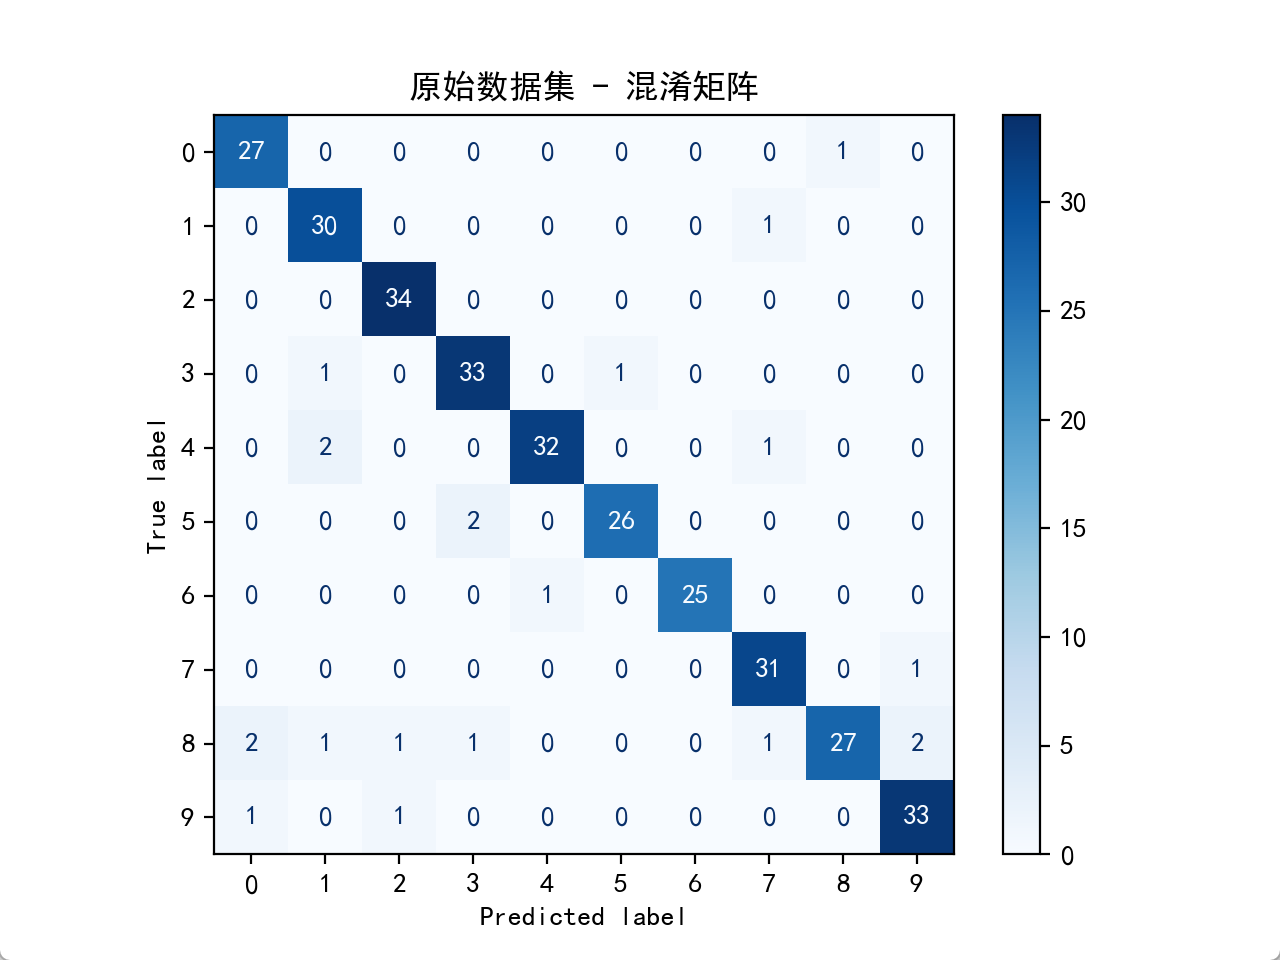 原始数据集 - 混淆矩阵
0 27 0 0 0 0 0 0 0 1 0
1 0 30 0 0 0 0 0 1 0 0
2 0 0 34 0 0 0 0 0 0 0
3 0 1 0 33 0 1 0 0 0 0
4 0 2 0 0 32 0 0 1 0 0
5 0 0 0 2 0 26 0 0 0 0
6 0 0 0 0 1 0 25 0 0 0
7 0 0 0 0 0 0 0 31 0 1
8 2 1 1 1 0 0 0 1 27 2
9 1 0 1 0 0 0 0 0 0 33
0 1 2 3 4 5 6 7 8 9
Predicted label
True label
30
25
20
15
10
5
0